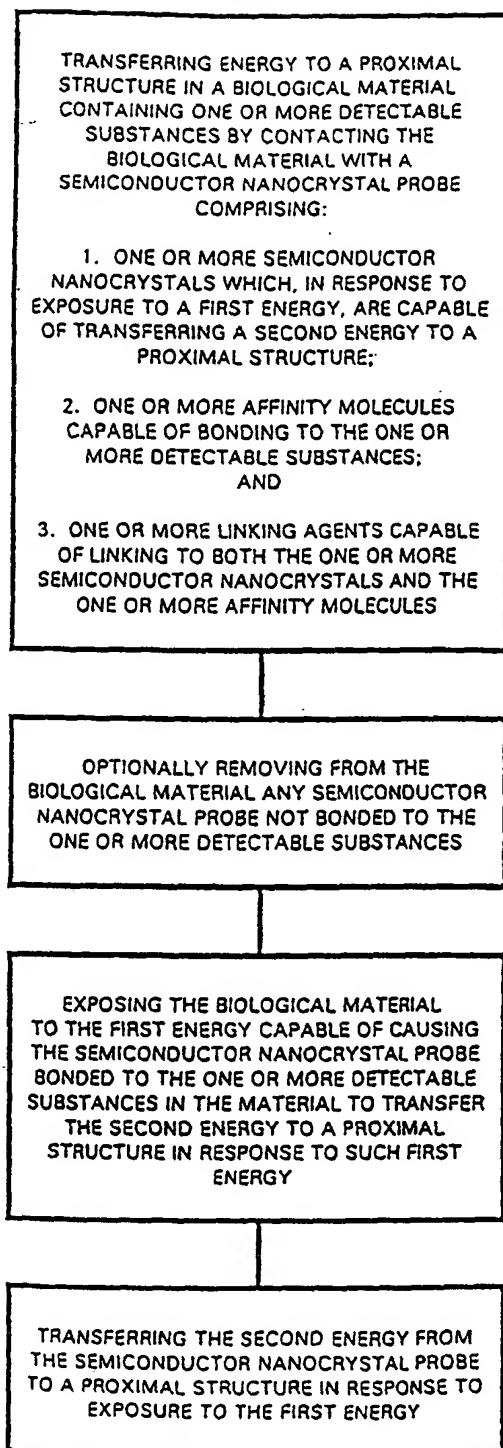 TRANSFERRING ENERGY TO A PROXIMAL
STRUCTURE IN A BIOLOGICAL MATERIAL
CONTAINING ONE OR MORE DETECTABLE
SUBSTANCES BY CONTACTING THE
BIOLOGICAL MATERIAL WITH A
SEMICONDUCTOR NANOCRYSTAL PROBE
COMPRISING:
1. ONE OR MORE SEMICONDUCTOR
NANOCRYSTALS WHICH, IN RESPONSE TO
EXPOSURE TO A FIRST ENERGY, ARE CAPABLE
OF TRANSFERRING A SECOND ENERGY TO A
PROXIMAL STRUCTURE;
2. ONE OR MORE AFFINITY MOLECULES
CAPABLE OF BONDING TO THE ONE OR
MORE DETECTABLE SUBSTANCES;
AND
3. ONE OR MORE LINKING AGENTS CAPABLE
OF LINKING TO BOTH THE ONE OR MORE
SEMICONDUCTOR NANOCRYSTALS AND THE
ONE OR MORE AFFINITY MOLECULES
OPTIONALLY REMOVING FROM THE
BIOLOGICAL MATERIAL ANY SEMICONDUCTOR
NANOCRYSTAL PROBE NOT BONDED TO THE
ONE OR MORE DETECTABLE SUBSTANCES
EXPOSING THE BIOLOGICAL MATERIAL
TO THE FIRST ENERGY CAPABLE OF CAUSING
THE SEMICONDUCTOR NANOCRYSTAL PROBE
BONDED TO THE ONE OR MORE DETECTABLE
SUBSTANCES IN THE MATERIAL TO TRANSFER
THE SECOND ENERGY TO A PROXIMAL
STRUCTURE IN RESPONSE TO SUCH FIRST
ENERGY
TRANSFERRING THE SECOND ENERGY FROM
THE SEMICONDUCTOR NANOCRYSTAL PROBE
TO A PROXIMAL STRUCTURE IN RESPONSE TO
EXPOSURE TO THE FIRST ENERGY